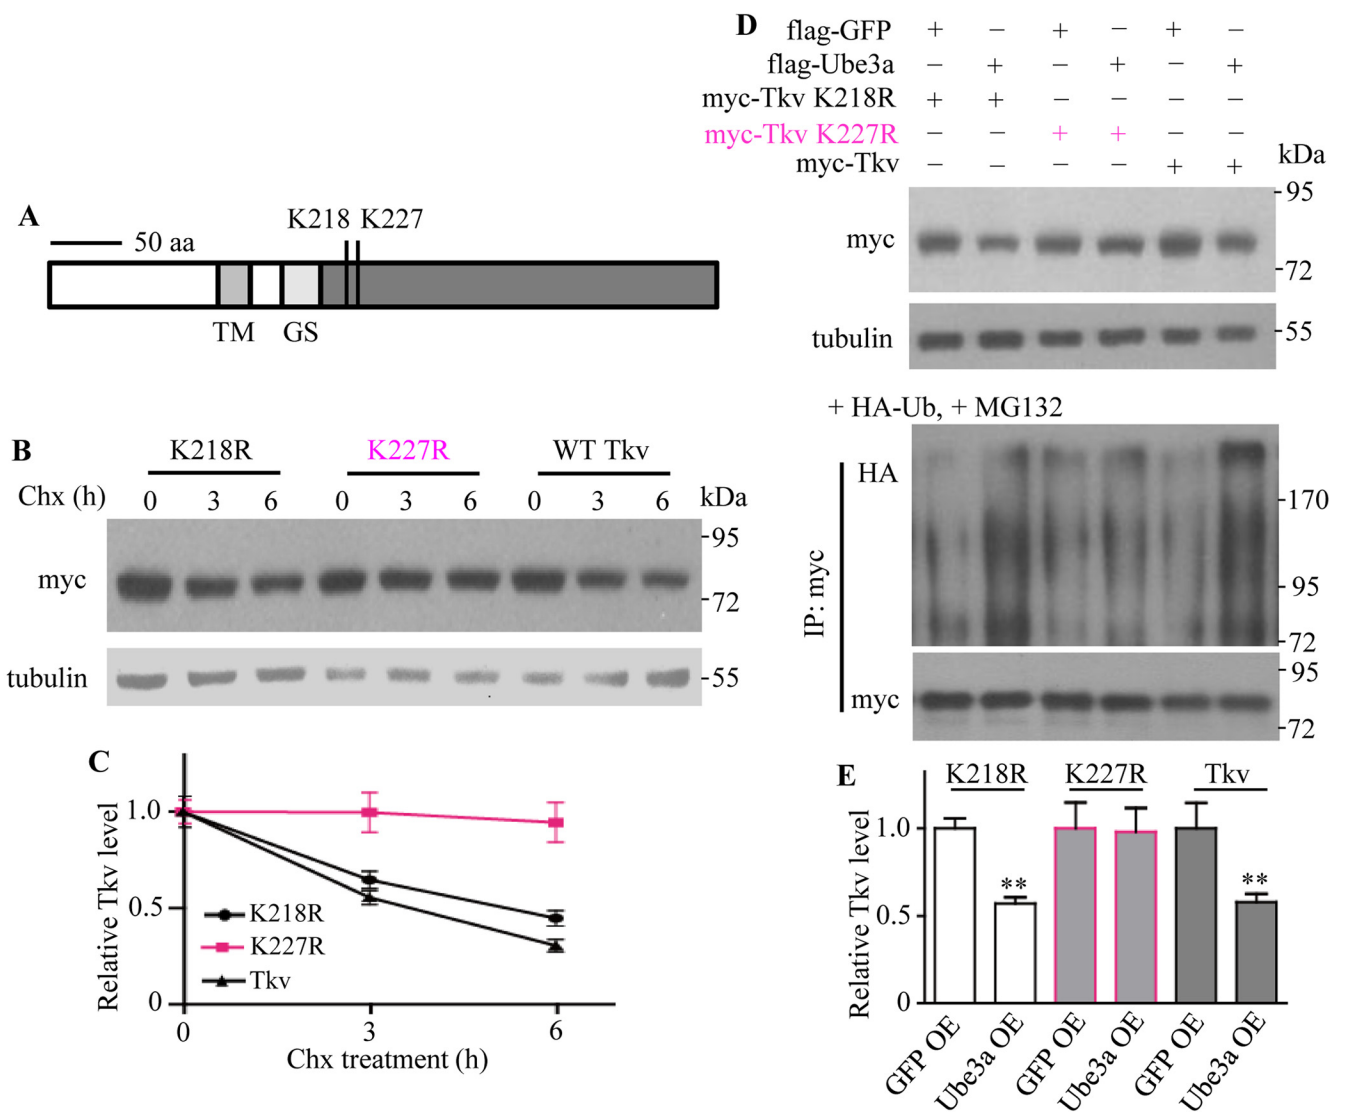 A
K218 K227
50 aa
TM GS
B
K218R K227R WT Tkv
Chx (h) 0 3 6 0 3 6 0 3 6 kDa
myc
95
72
tubulin
55
C
Relative Tkv level
1.0
0.5
0
K218R
K227R
Tkv
0 3 6
Chx treatment (h)
D
flag-GFP + − + − + −
flag-Ube3a − + − + − +
myc-Tkv K218R + + − − − −
myc-Tkv K227R − − + + − −
myc-Tkv − − − − + +
kDa
95
myc
72
tubulin
55
+ HA-Ub, + MG132
IP: myc
HA
170
95
72
95
myc
72
E
K218R K227R Tkv
Relative Tkv level
1.0
0.5
0
** **
GFP OE Ube3a OE GFP OE Ube3a OE GFP OE Ube3a OE